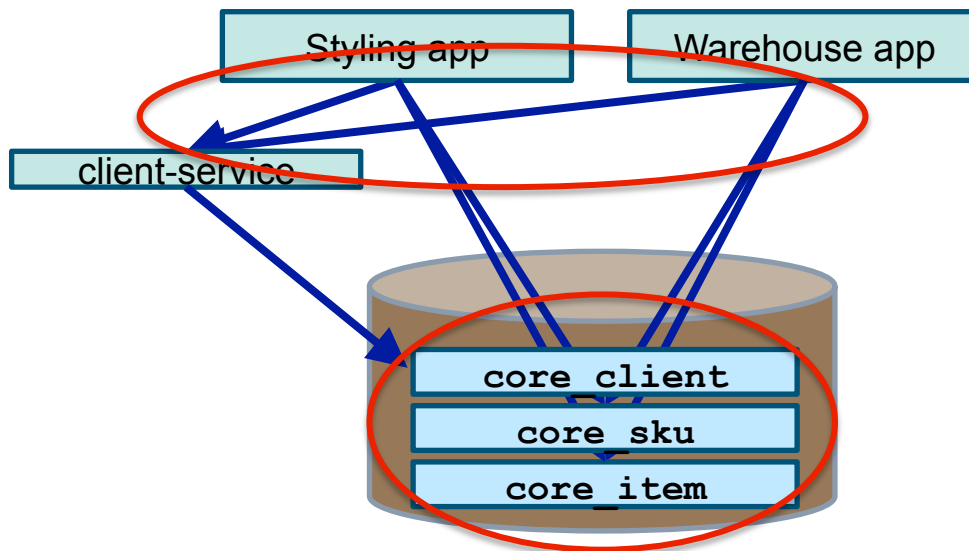 Styling app
Warehouse app
client-service
core_client
core_sku
core_item